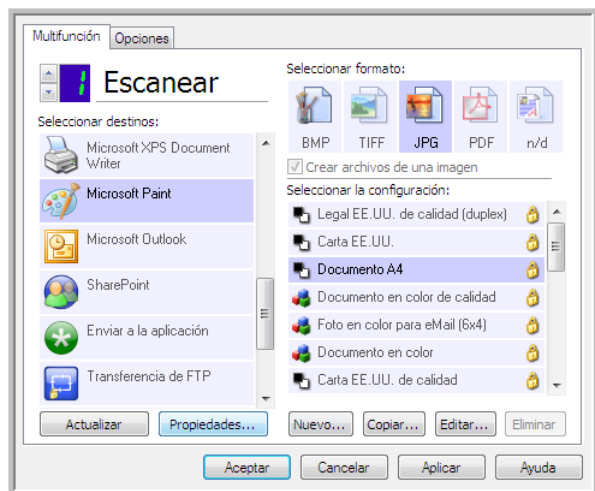 Multifunción
Opciones
1
Escanear
Seleccionar destinos:
Microsoft XPS Document
Writer
Microsoft Paint
Microsoft Outlook
SharePoint
Enviar a la aplicación
Transferencia de FTP
Actualizar
Propiedades...
Seleccionar formato:
BMP
TIFF
JPG
PDF
n/d
Crear archivos de una imagen
Seleccionar la configuración:
Legal EE.UU. de calidad (duplex)
Carta EE.UU.
Documento A4
Documento en color de calidad
Foto en color para eMail (6x4)
Documento en color
Carta EE.UU. de calidad
Nuevo...
Copiar...
Editar...
Eliminar
Aceptar
Cancelar
Aplicar
Ayuda